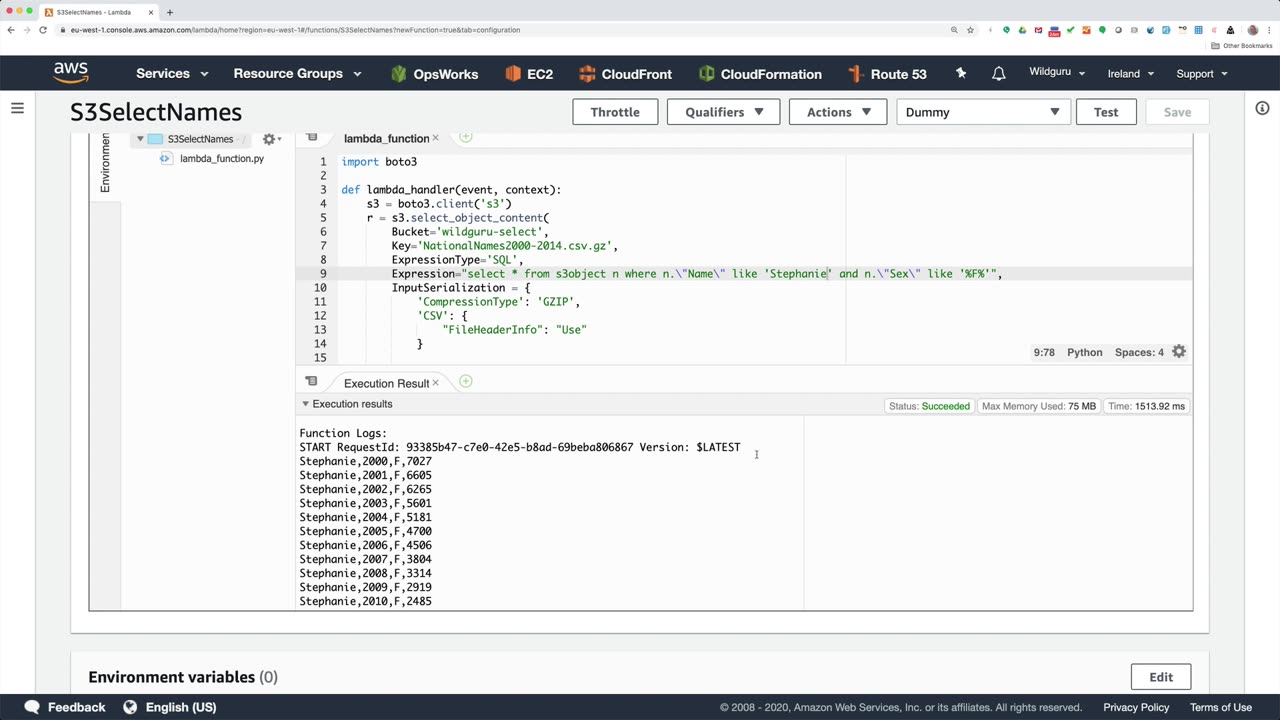 S3SelectNames - Lambda
eu-west-1.console.aws.amazon.com/lambda/home?region=eu-west-1#/functions/S3SelectNames?newFunction=true&tab=configuration
Other Bookmarks
aws
Services
Resource Groups
OpsWorks
EC2
CloudFront
CloudFormation
Route 53
Wildguru
Ireland
Support
S3SelectNames
Throttle
Qualifiers
Actions
Dummy
Test
Save
Environment
S3SelectNames - /
lambda_function.py
lambda_function
1 import boto3
2
3 def lambda_handler(event, context):
4 s3 = boto3.client('s3')
5 r = s3.select_object_content(
6 Bucket='wildguru-select',
7 Key='NationalNames2000-2014.csv.gz',
8 ExpressionType='SQL',
9 Expression="select * from s3object n where n.\"Name\" like 'Stephanie' and n.\"Sex\" like '%F%'",
10 InputSerialization = {
11 'CompressionType': 'GZIP',
12 'CSV': {
13 "FileHeaderInfo": "Use"
14 }
15
9:78 Python Spaces: 4
Execution Result
Execution results
Status: Succeeded
Max Memory Used: 75 MB
Time: 1513.92 ms
Function Logs:
START RequestId: 93385b47-c7e0-42e5-b8ad-69beba806867 Version: $LATEST
Stephanie,2000,F,7027
Stephanie,2001,F,6605
Stephanie,2002,F,6265
Stephanie,2003,F,5601
Stephanie,2004,F,5181
Stephanie,2005,F,4700
Stephanie,2006,F,4506
Stephanie,2007,F,3804
Stephanie,2008,F,3314
Stephanie,2009,F,2919
Stephanie,2010,F,2485
Environment variables (0)
Edit
Feedback
English (US)
© 2008 - 2020, Amazon Web Services, Inc. or its affiliates. All rights reserved.
Privacy Policy
Terms of Use